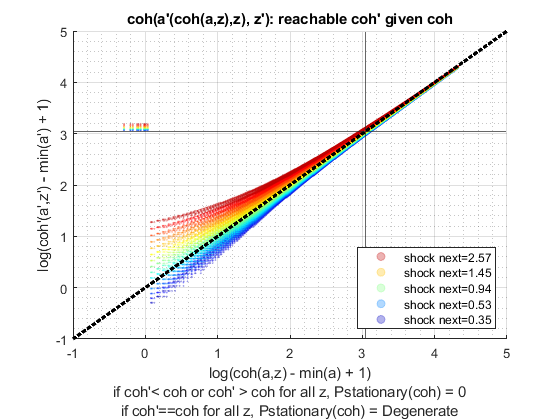 coh(a'(coh(a,z),z), z'): reachable coh' given coh
log(coh'(a',z') - min(a') + 1)
5
4
3
2
1
0
-1
shock next=2.57
shock next=1.45
shock next=0.94
shock next=0.53
shock next=0.35
-1 0 1 2 3 4 5
log(coh(a,z) - min(a) + 1)
if coh'< coh or coh' > coh for all z, Pstationary(coh) = 0
if coh'==coh for all z, Pstationary(coh) = Degenerate